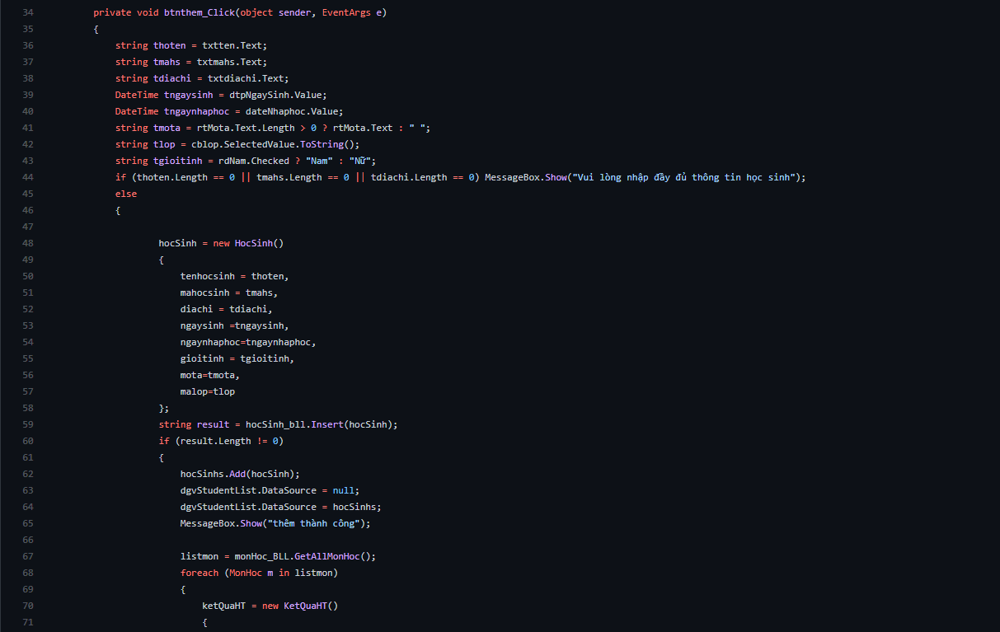 34 private void btnthem_Click(object sender, EventArgs e)
35 {
36 string thoten = txtten.Text;
37 string tmahs = txtmahs.Text;
38 string tdiachi = txtdiachi.Text;
39 DateTime tngaysinh = dtpNgaySinh.Value;
40 DateTime tngaynhaphoc = dateNhaphoc.Value;
41 string tmota = rtMota.Text.Length > 0 ? rtMota.Text : " ";
42 string tlop = cblop.SelectedValue.ToString();
43 string tgioitinh = rdNam.Checked ? "Nam" : "Nữ";
44 if (thoten.Length == 0 || tmahs.Length == 0 || tdiachi.Length == 0) MessageBox.Show("Vui lòng nhập đầy đủ thông tin học sinh");
45 else
46 {
47
48 hocSinh = new HocSinh()
49 {
50 tenhocsinh = thoten,
51 mahocsinh = tmahs,
52 diachi = tdiachi,
53 ngaysinh =tngaysinh,
54 ngaynhaphoc=tngaynhaphoc,
55 gioitinh = tgioitinh,
56 mota=tmota,
57 malop=tlop
58 };
59 string result = hocSinh_bll.Insert(hocSinh);
60 if (result.Length != 0)
61 {
62 hocSinhs.Add(hocSinh);
63 dgvStudentList.DataSource = null;
64 dgvStudentList.DataSource = hocSinhs;
65 MessageBox.Show("thêm thành công");
66
67 listmon = monHoc_BLL.GetAllMonHoc();
68 foreach (MonHoc m in listmon)
69 {
70 ketQuaHT = new KetQuaHT()
71 {